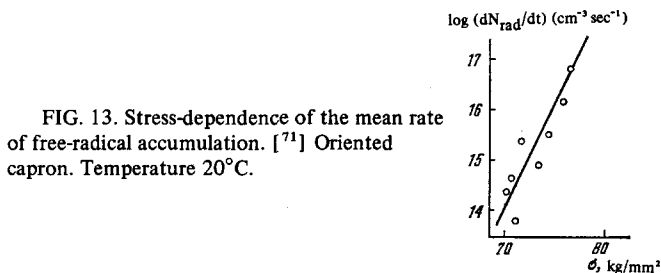 log (dNrad/dt) (cm⁻³ sec⁻¹)
17
16
15
14
70 80
σ, kg/mm²
FIG. 13. Stress-dependence of the mean rate
of free-radical accumulation. [⁷¹] Oriented
capron. Temperature 20°C.